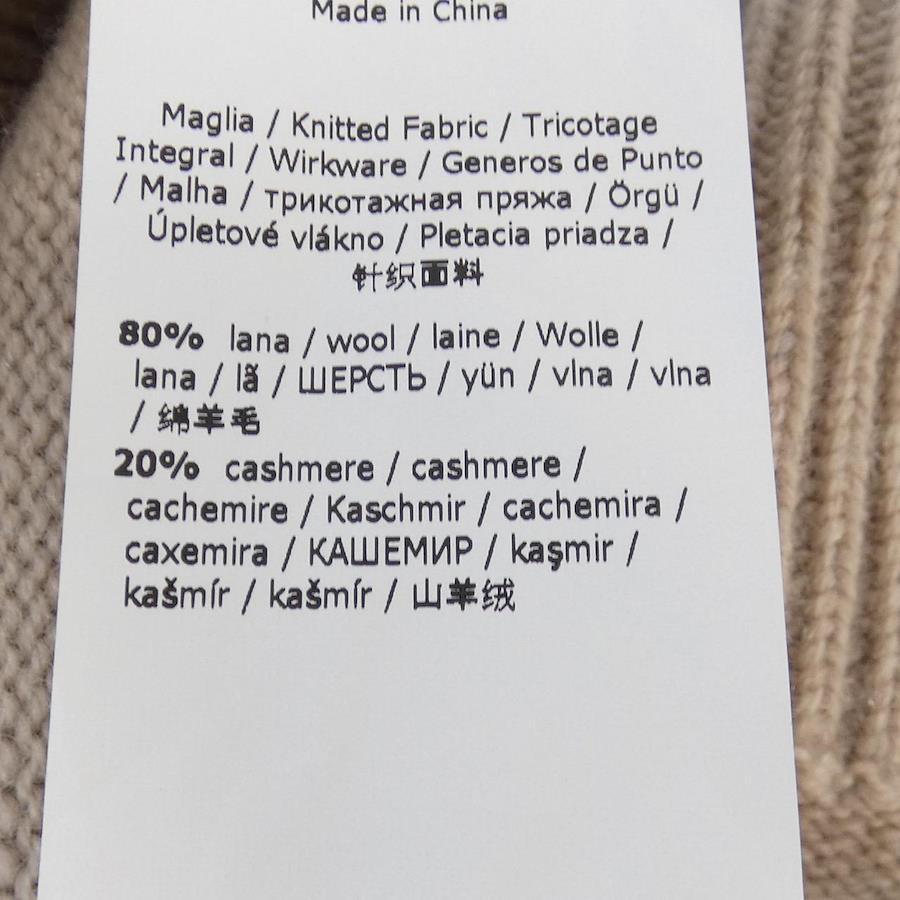 Made in China
Maglia / Knitted Fabric / Tricotage
Integral / Wirkware / Generos de Punto
/ Malha / трикотажная пряжа / Örgü /
Úpletové vlákno / Pletacia priadza /
针织面料
80% lana / wool / laine / Wolle /
lana / lã / ШЕРСТЬ / yün / vlna / vlna
/ 绵羊毛
20% cashmere / cashmere /
cachemire / Kaschmir / cachemira /
caxemira / КАШЕМИР / kaşmir /
kašmír / kašmír / 山羊绒